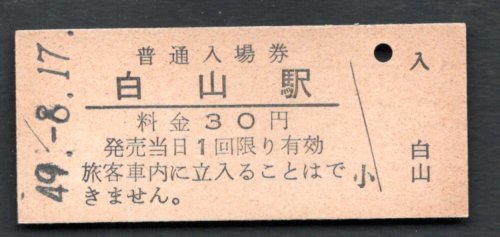 49.-8.17
普通入場券
白山駅
料金30円
発売当日1回限り有効
旅客車内に立入ることはで
きません。
小
入
白山